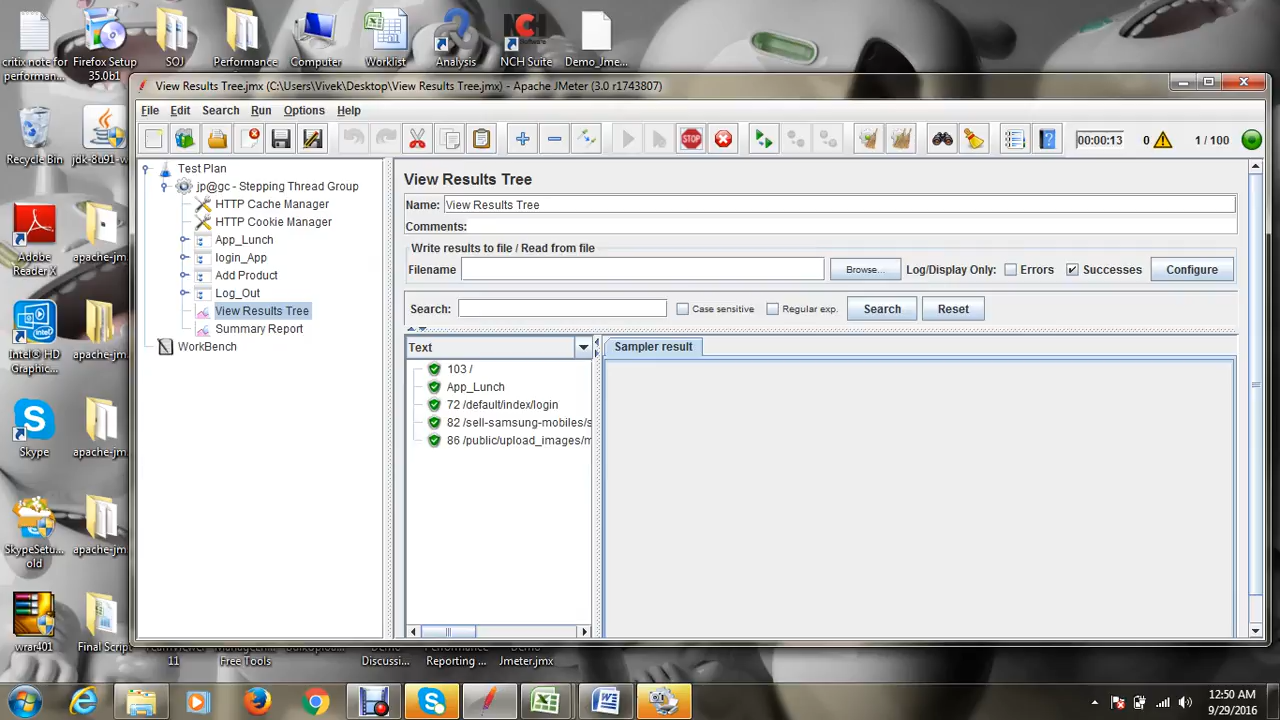 critix note for
performan...
Firefox Setup
35.0b1
SOJ
Performance
Computer
Worklist
Analysis
NCH Suite
Demo_Jme...
View Results Tree.jmx (C:\Users\Vivek\Desktop\View Results Tree.jmx) - Apache JMeter (3.0 r1743807)
File Edit Search Run Options Help
STOP
00:00:13 0 1 / 100
Recycle Bin
jdk-8u91-w...
Adobe
Reader X
apache-jm...
Intel® HD
Graphic...
apache-jm...
Skype
apache-jm...
SkypeSetu...
old
apache-jm...
wrar401
Final Script
Test Plan
jp@gc - Stepping Thread Group
HTTP Cache Manager
HTTP Cookie Manager
App_Lunch
login_App
Add Product
Log_Out
View Results Tree
Summary Report
WorkBench
View Results Tree
Name: View Results Tree
Comments:
Write results to file / Read from file
Filename Browse... Log/Display Only: Errors Successes Configure
Search: Case sensitive Regular exp. Search Reset
Text
Sampler result
103 /
App_Lunch
72 /default/index/login
82 /sell-samsung-mobiles/s
86 /public/upload_images/m
11
Free Tools
Discussi...
Performance
Reporting ...
Jmeter.jmx
12:50 AM
9/29/2016